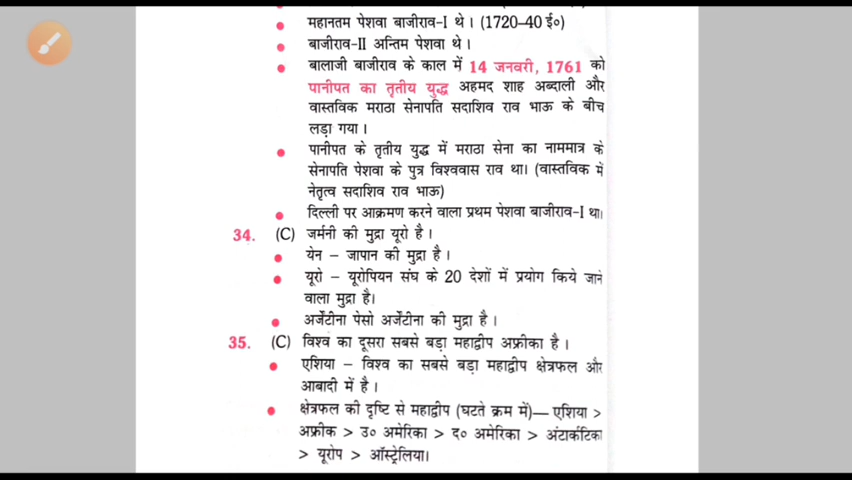 महानतम पेशवा बाजीराव-I थे। (1720-40 ई०)
बाजीराव-II अन्तिम पेशवा थे।
बालाजी बाजीराव के काल में 14 जनवरी, 1761 को
पानीपत का तृतीय युद्ध अहमद शाह अब्दाली और
वास्तविक मराठा सेनापति सदाशिव राव भाऊ के बीच
लड़ा गया।
पानीपत के तृतीय युद्ध में मराठा सेना का नाममात्र के
सेनापति पेशवा के पुत्र विश्ववास राव था। (वास्तविक में
नेतृत्व सदाशिव राव भाऊ)
दिल्ली पर आक्रमण करने वाला प्रथम पेशवा बाजीराव-I था।
34. (C) जर्मनी की मुद्रा यूरो है।
येन – जापान की मुद्रा है।
यूरो – यूरोपियन संघ के 20 देशों में प्रयोग किये जाने
वाला मुद्रा है।
अर्जेंटीना पेसो अर्जेंटीना की मुद्रा है।
35. (C) विश्व का दूसरा सबसे बड़ा महाद्वीप अफ्रीका है।
एशिया – विश्व का सबसे बड़ा महाद्वीप क्षेत्रफल और
आबादी में है।
क्षेत्रफल की दृष्टि से महाद्वीप (घटते क्रम में)— एशिया >
अफ्रीक > उ० अमेरिका > द० अमेरिका > अंटार्कटिका
> यूरोप > ऑस्ट्रेलिया।